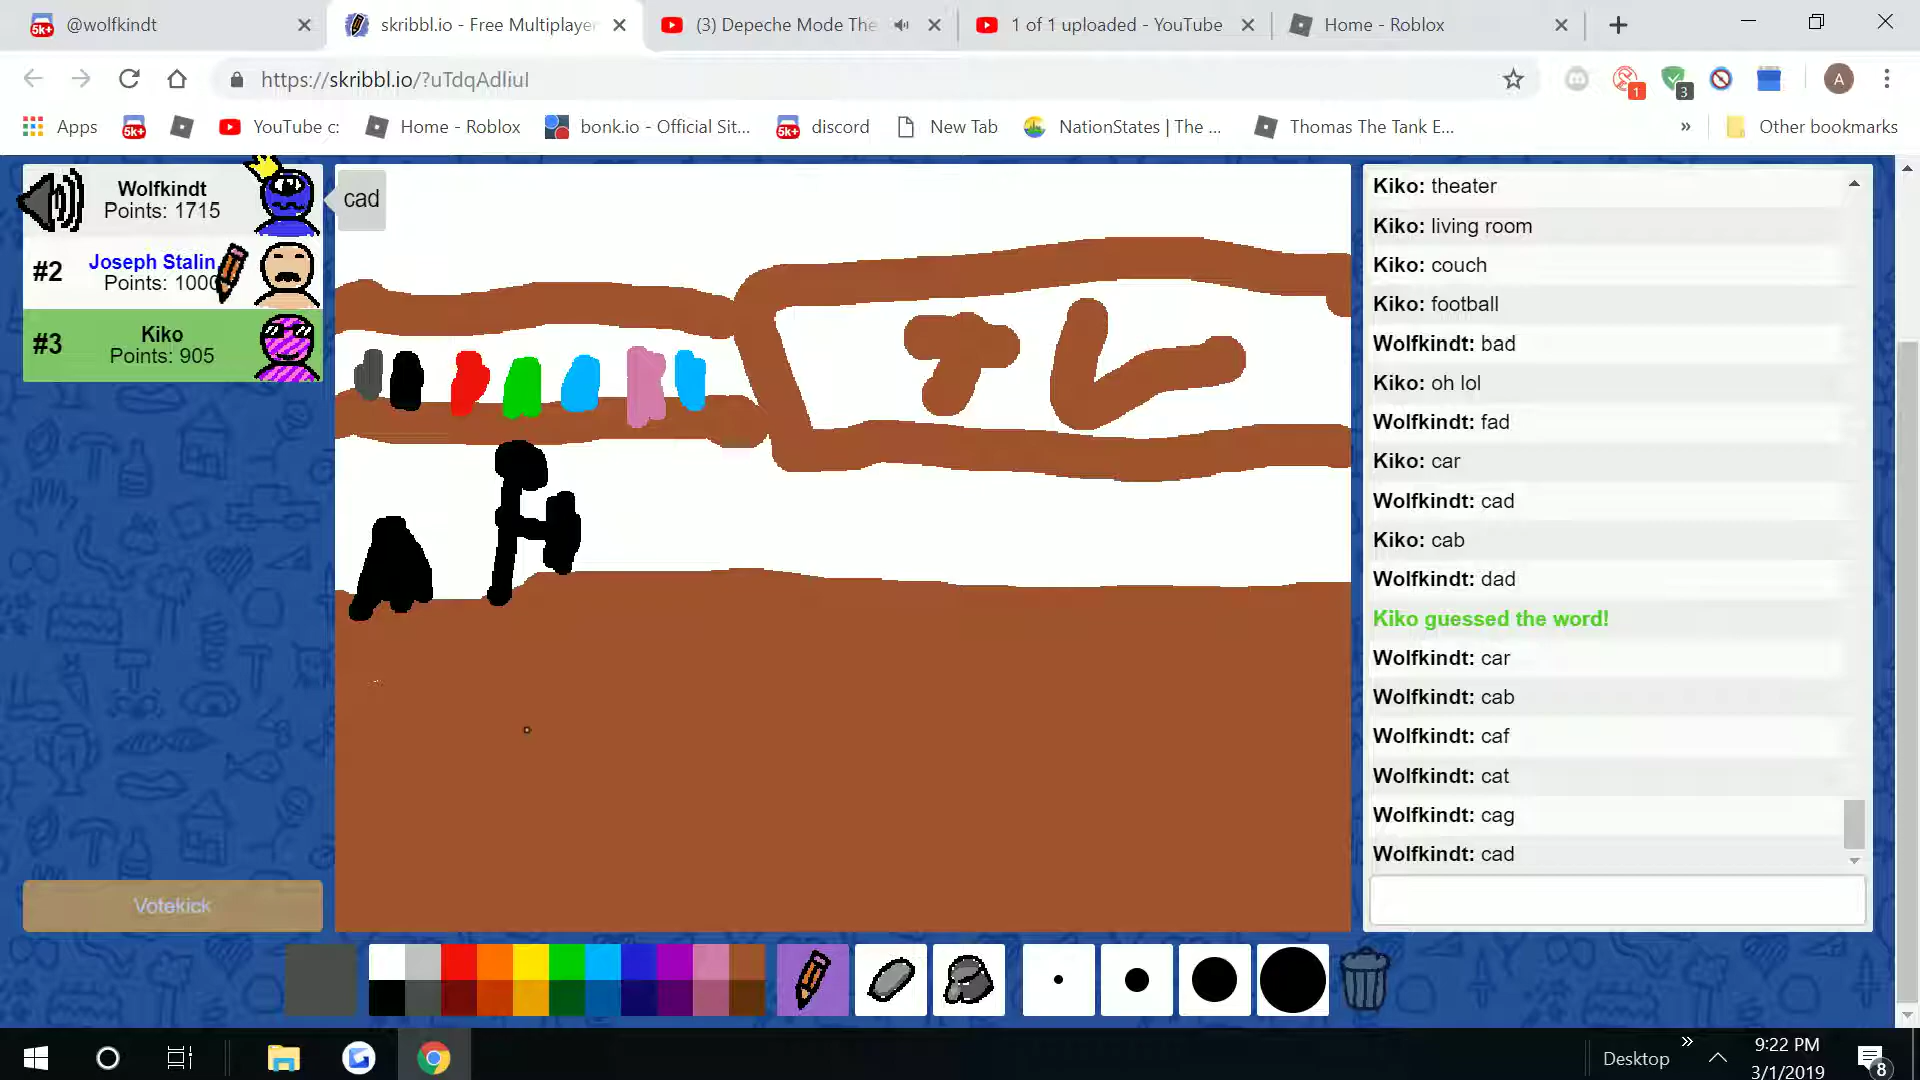 @wolfkindt
skribbl.io - Free Multiplayer
(3) Depeche Mode The
1 of 1 uploaded - YouTube
Home - Roblox
https://skribbl.io/?uTdqAdliuI
1
3
A
Apps
5k+
YouTube c:
Home - Roblox
bonk.io - Official Sit...
5k+
discord
New Tab
NationStates | The ...
Thomas The Tank E...
»
Other bookmarks
Wolfkindt
Points: 1715
#2
Joseph Stalin
Points: 1000
#3
Kiko
Points: 905
Votekick
cad
Kiko: theater
Kiko: living room
Kiko: couch
Kiko: football
Wolfkindt: bad
Kiko: oh lol
Wolfkindt: fad
Kiko: car
Wolfkindt: cad
Kiko: cab
Wolfkindt: dad
Kiko guessed the word!
Wolfkindt: car
Wolfkindt: cab
Wolfkindt: caf
Wolfkindt: cat
Wolfkindt: cag
Wolfkindt: cad
Desktop
»
9:22 PM
3/1/2019
8